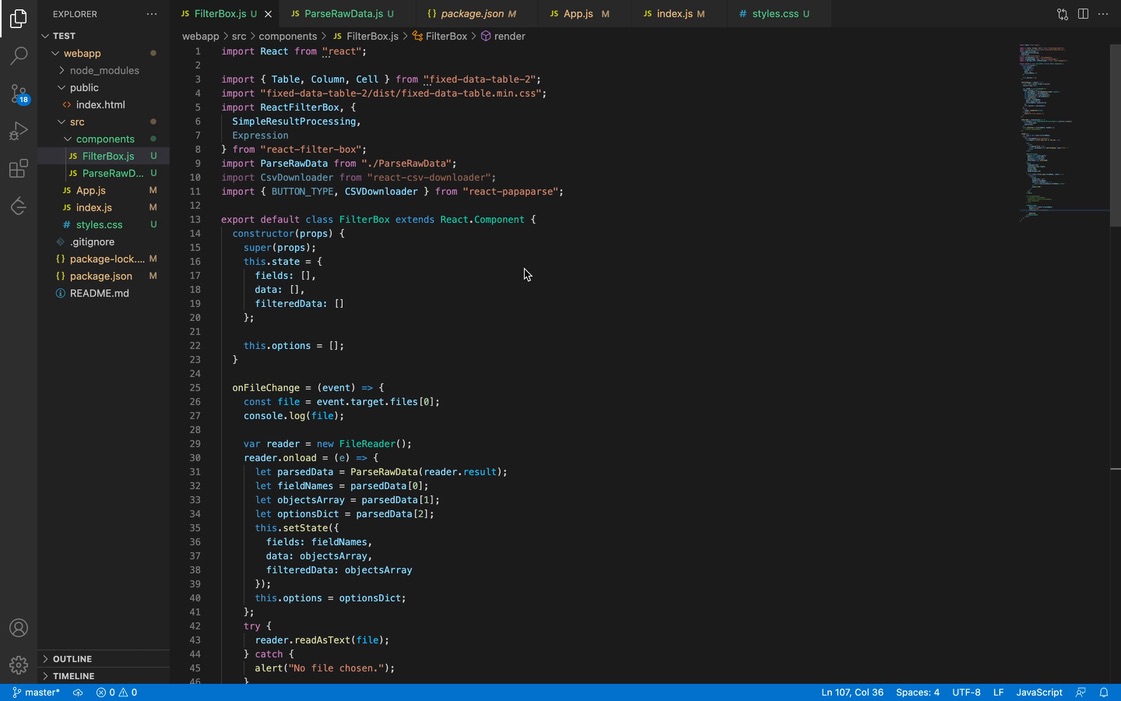 EXPLORER
FilterBox.js U
ParseRawData.js U
package.json M
App.js M
index.js M
styles.css U
TEST
webapp
node_modules
public
index.html
src
components
FilterBox.js U
ParseRawD... U
App.js M
index.js M
styles.css U
.gitignore
package-lock.... M
package.json M
README.md
OUTLINE
TIMELINE
18
webapp > src > components > FilterBox.js > FilterBox > render
1 import React from "react";
2
3 import { Table, Column, Cell } from "fixed-data-table-2";
4 import "fixed-data-table-2/dist/fixed-data-table.min.css";
5 import ReactFilterBox, {
6 SimpleResultProcessing,
7 Expression
8 } from "react-filter-box";
9 import ParseRawData from "./ParseRawData";
10 import CsvDownloader from "react-csv-downloader";
11 import { BUTTON_TYPE, CSVDownloader } from "react-papaparse";
12
13 export default class FilterBox extends React.Component {
14 constructor(props) {
15 super(props);
16 this.state = {
17 fields: [],
18 data: [],
19 filteredData: []
20 };
21
22 this.options = [];
23 }
24
25 onFileChange = (event) => {
26 const file = event.target.files[0];
27 console.log(file);
28
29 var reader = new FileReader();
30 reader.onload = (e) => {
31 let parsedData = ParseRawData(reader.result);
32 let fieldNames = parsedData[0];
33 let objectsArray = parsedData[1];
34 let optionsDict = parsedData[2];
35 this.setState({
36 fields: fieldNames,
37 data: objectsArray,
38 filteredData: objectsArray
39 });
40 this.options = optionsDict;
41 };
42 try {
43 reader.readAsText(file);
44 } catch {
45 alert("No file chosen.");
46 }
master* 0 0 Ln 107, Col 36 Spaces: 4 UTF-8 LF JavaScript